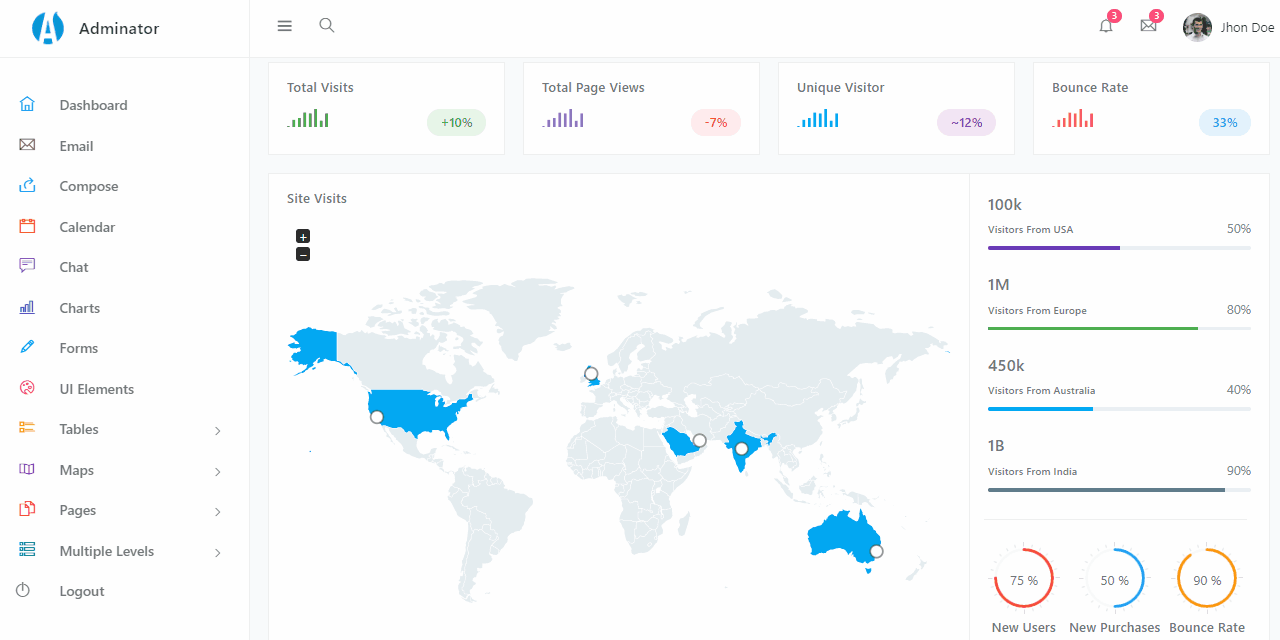 Adminator
3
3
Jhon Doe
Dashboard
Email
Compose
Calendar
Chat
Charts
Forms
UI Elements
Tables
Maps
Pages
Multiple Levels
Logout
Total Visits
+10%
Total Page Views
-7%
Unique Visitor
~12%
Bounce Rate
33%
Site Visits
+
−
100k
Visitors From USA 50%
1M
Visitors From Europe 80%
450k
Visitors From Australia 40%
1B
Visitors From India 90%
75 % 50 % 90 %
New Users New Purchases Bounce Rate